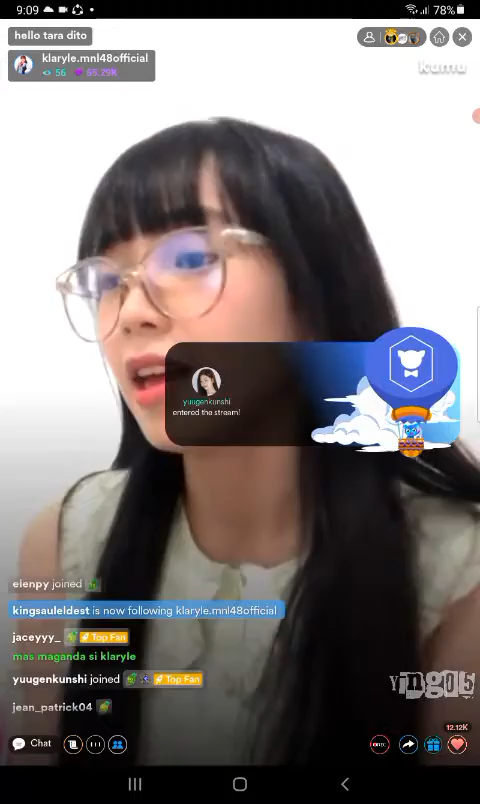 9:09
78%
hello tara dito
klaryle.mnl48official
56 65.29K
kumu
yuugenkunshi
entered the stream!
elenpy joined
kingsauleldest is now following klaryle.mnl48official
jaceyyy_ Top Fan
mas maganda si klaryle
yuugenkunshi joined Top Fan
jean_patrick04
Yingo5
12.12K
Chat